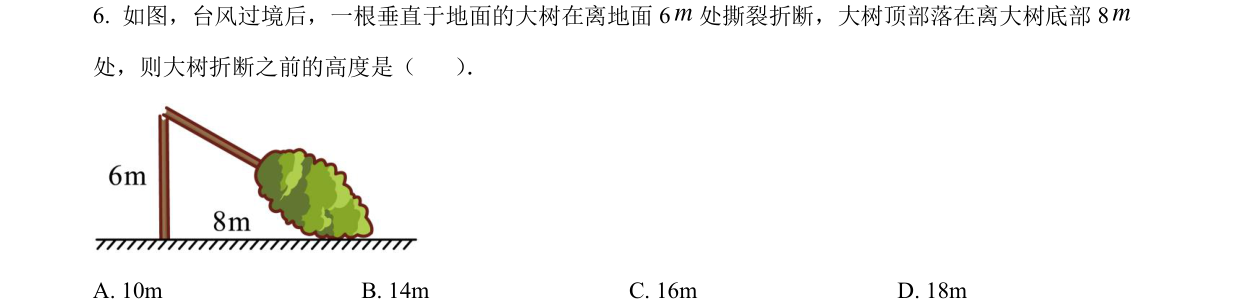 6. 如图，台风过境后，一根垂直于地面的大树在离地面 6m 处撕裂折断，大树顶部落在离大树底部 8m
处，则大树折断之前的高度是（　　）.
6m
8m
A. 10m B. 14m C. 16m D. 18m